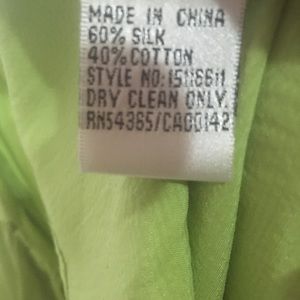 MADE IN CHINA
60% SILK
40% COTTON
STYLE NO: 15116611
DRY CLEAN ONLY.
RN54365/CA00142